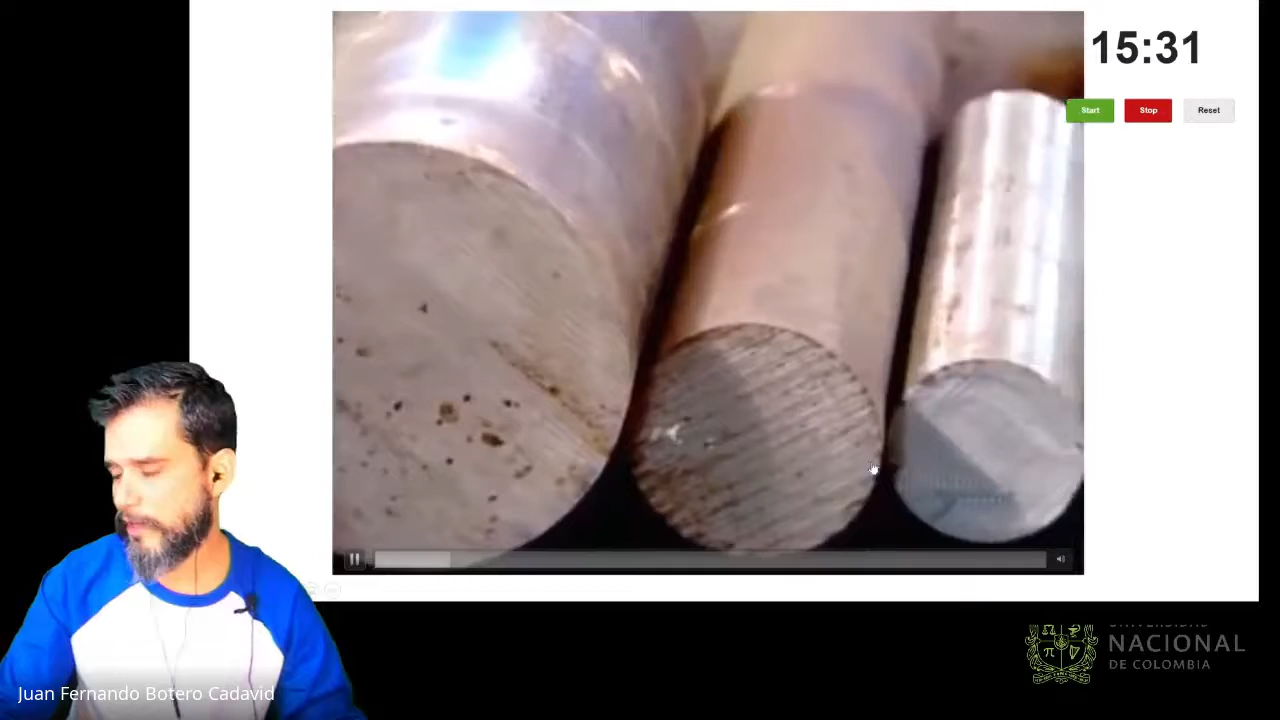 15:31
Start
Stop
Reset
NACIONAL
DE COLOMBIA
Juan Fernando Botero Cadavid